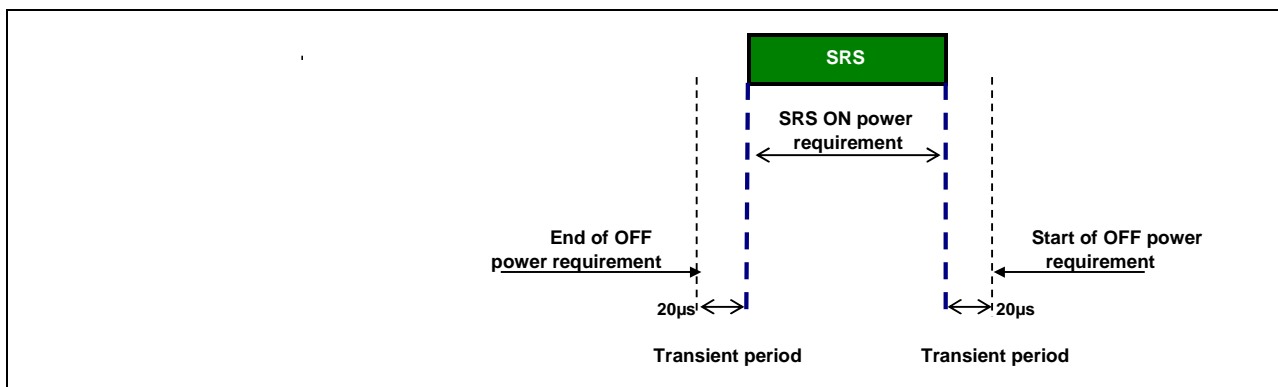 SRS
SRS ON power
requirement
End of OFF
power requirement
Start of OFF power
requirement
20µs
20µs
Transient period
Transient period